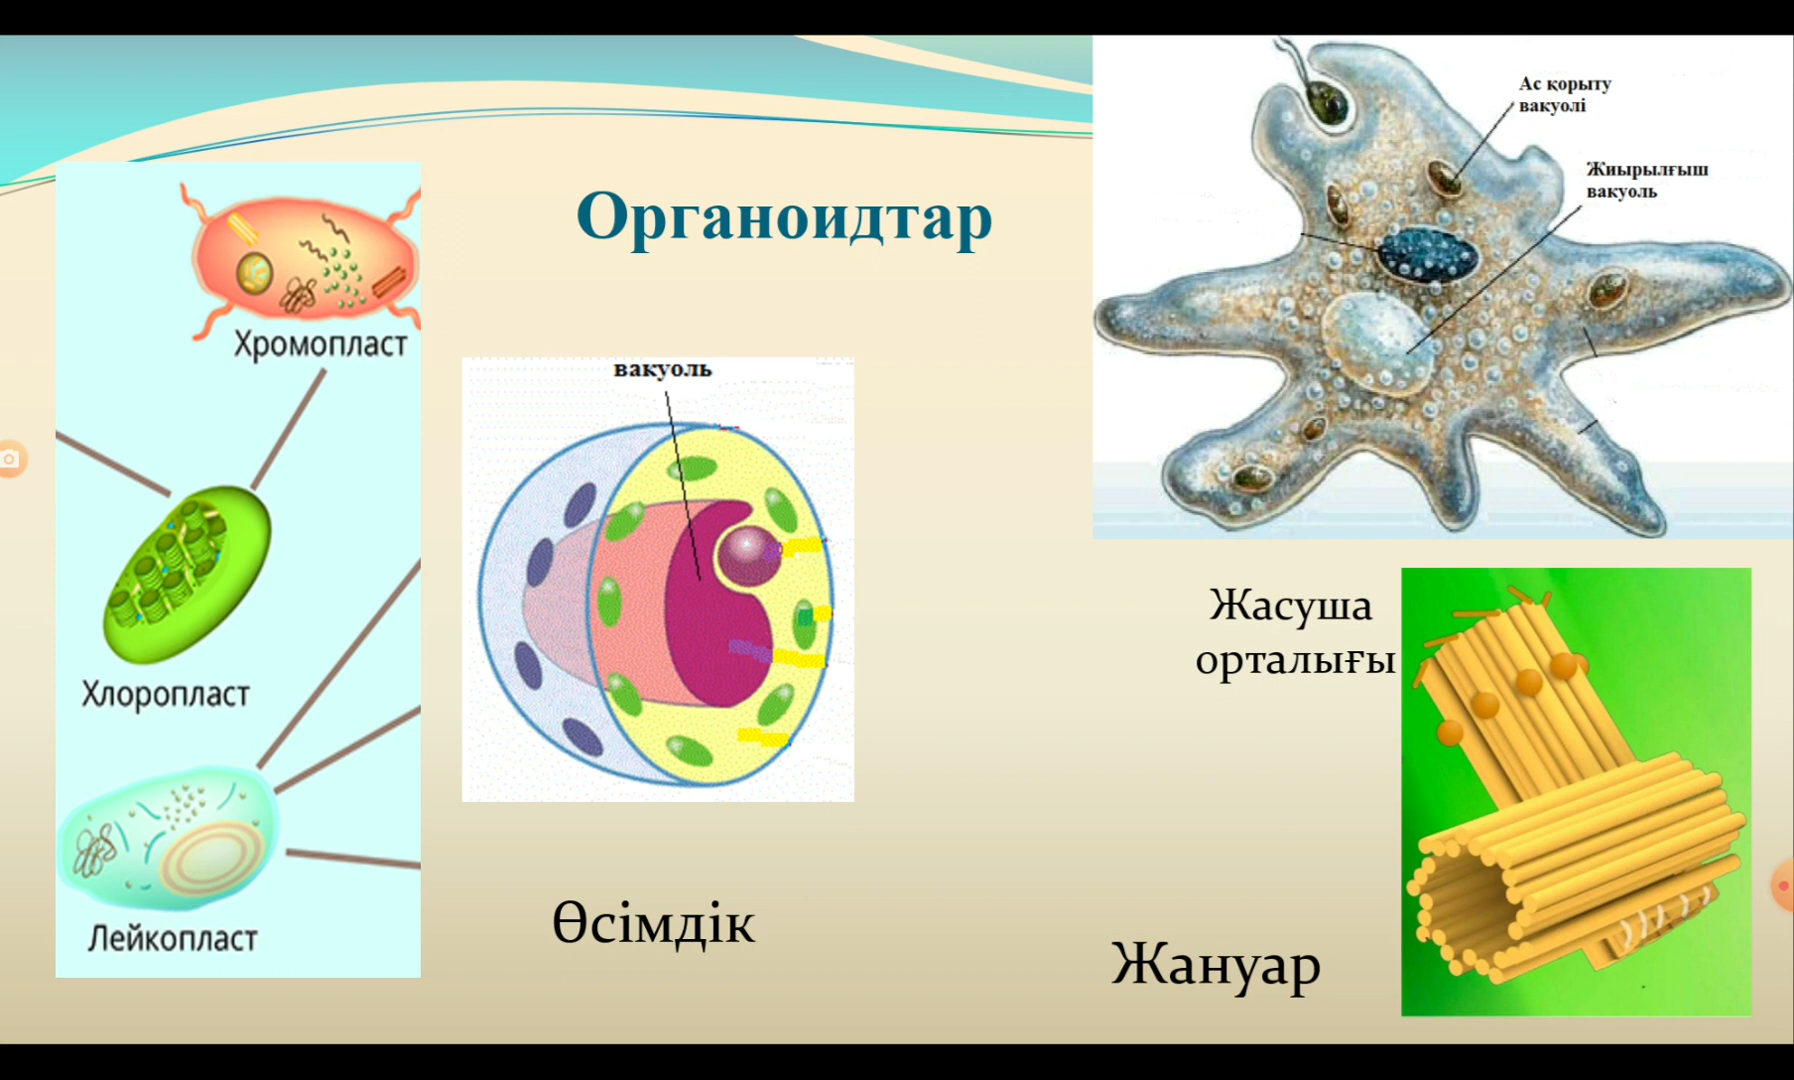 Органоидтар
Хромопласт
Хлоропласт
Лейкопласт
вакуоль
Өсімдік
Ас қорыту
вакуолі
Жиырылғыш
вакуоль
Жасуша
орталығы
Жануар